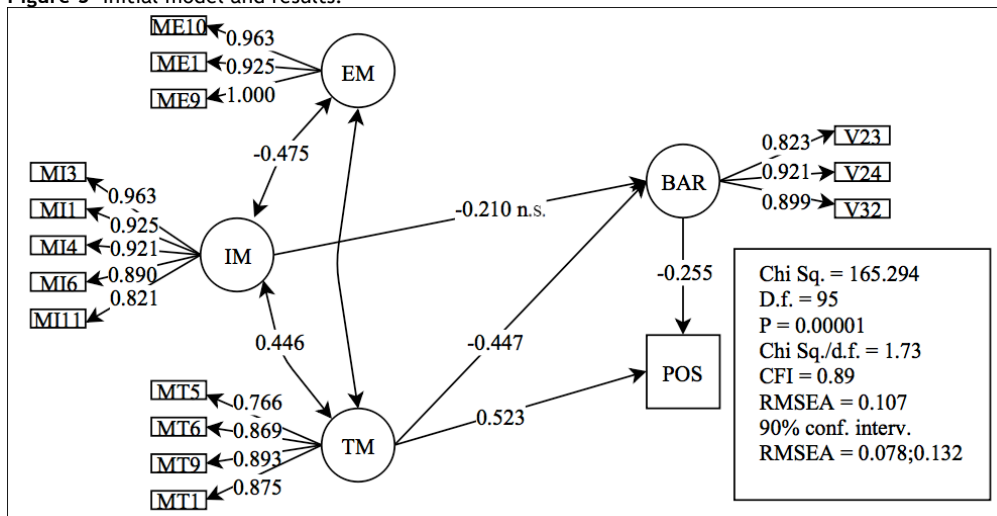 Figure 3 Initial model and results.
ME10
0.963
ME1
0.925
ME9
1.000
EM
-0.475
MI3
0.963
MI1
0.925
MI4
0.921
MI6
0.890
MI11
0.821
IM
-0.210 n.s.
BAR
0.823
V23
0.921
V24
0.899
V32
-0.255
0.446
-0.447
POS
MT5
0.766
MT6
0.869
MT9
0.893
MT1
0.875
TM
0.523
Chi Sq. = 165.294
D.f. = 95
P = 0.00001
Chi Sq./d.f. = 1.73
CFI = 0.89
RMSEA = 0.107
90% conf. interv.
RMSEA = 0.078;0.132